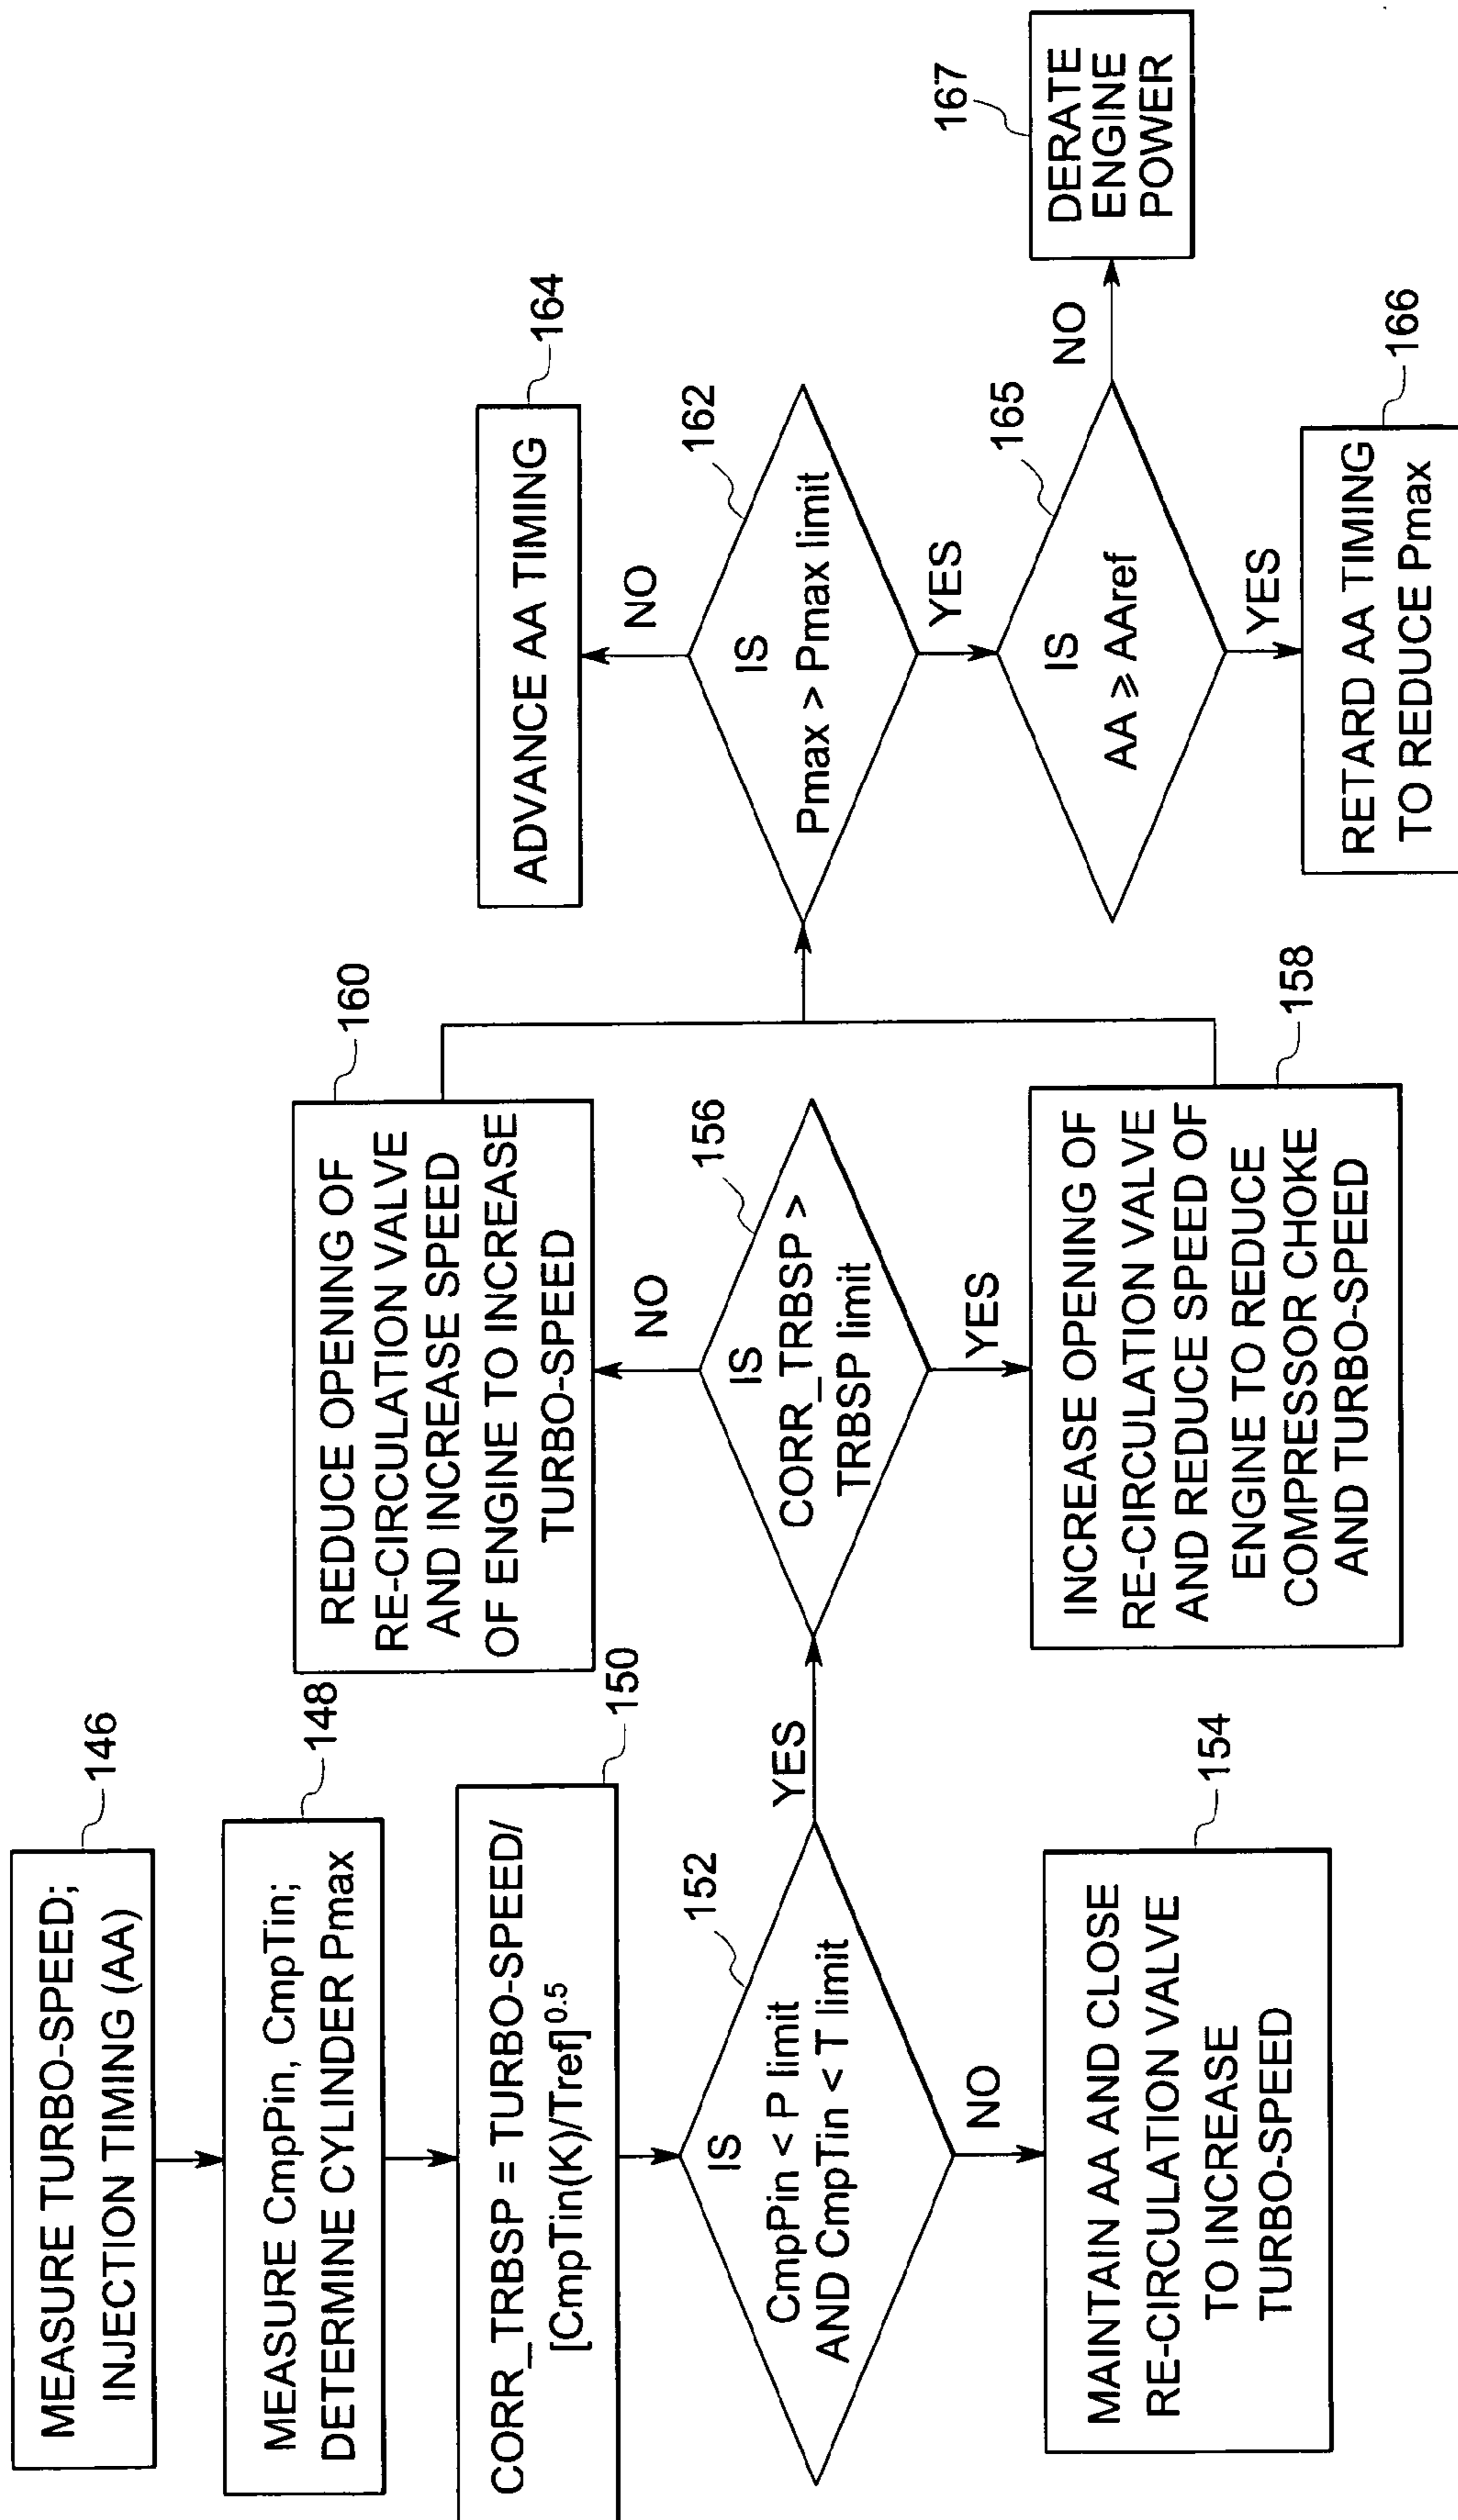 146
MEASURE TURBO-SPEED;
INJECTION TIMING (AA)
148
MEASURE CmpPin, CmpTin;
DETERMINE CYLINDER Pmax
150
CORR_TRBSP = TURBO-SPEED/
[CmpTin(K)/Tref]^0.5
152
IS
CmpPin < P limit
AND CmpTin < T limit
YES
NO
154
MAINTAIN AA AND CLOSE
RE-CIRCULATION VALVE
TO INCREASE
TURBO-SPEED
160
REDUCE OPENING OF
RE-CIRCULATION VALVE
AND INCREASE SPEED
OF ENGINE TO INCREASE
TURBO-SPEED
NO
156
IS
CORR_TRBSP >
TRBSP limit
YES
158
INCREASE OPENING OF
RE-CIRCULATION VALVE
AND REDUCE SPEED OF
ENGINE TO REDUCE
COMPRESSOR CHOKE
AND TURBO-SPEED
164
ADVANCE AA TIMING
NO
162
IS
Pmax > Pmax limit
YES
165
IS
AA ⩾ AAref
NO
167
DERATE
ENGINE
POWER
YES
166
RETARD AA TIMING
TO REDUCE Pmax